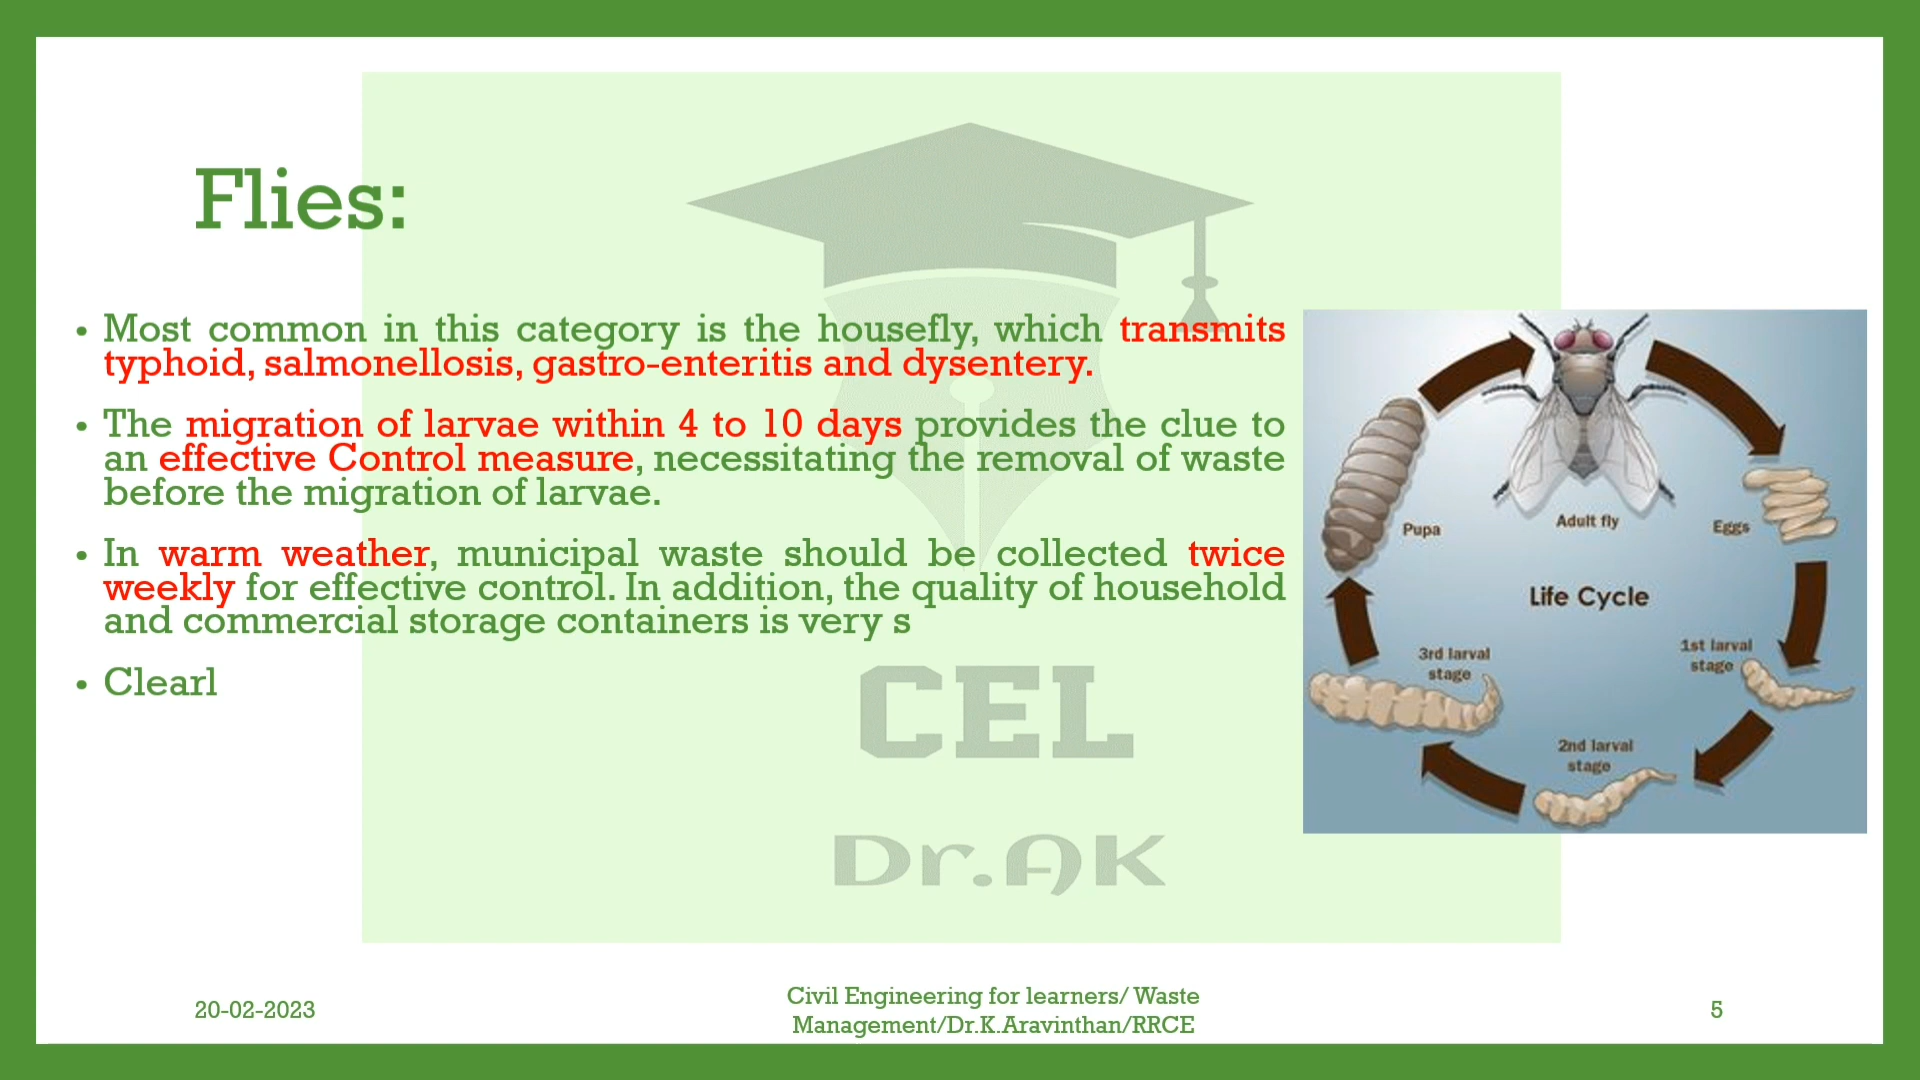 Flies:
• Most common in this category is the housefly, which transmits
typhoid, salmonellosis, gastro-enteritis and dysentery.
• The migration of larvae within 4 to 10 days provides the clue to
an effective Control measure, necessitating the removal of waste
before the migration of larvae.
• In warm weather, municipal waste should be collected twice
weekly for effective control. In addition, the quality of household
and commercial storage containers is very s
• Clearl
Adult fly
Eggs
Pupa
Life Cycle
1st larval
stage
3rd larval
stage
2nd larval
stage
CEL
Dr.AK
20-02-2023
Civil Engineering for learners/ Waste
Management/Dr.K.Aravinthan/RRCE
5